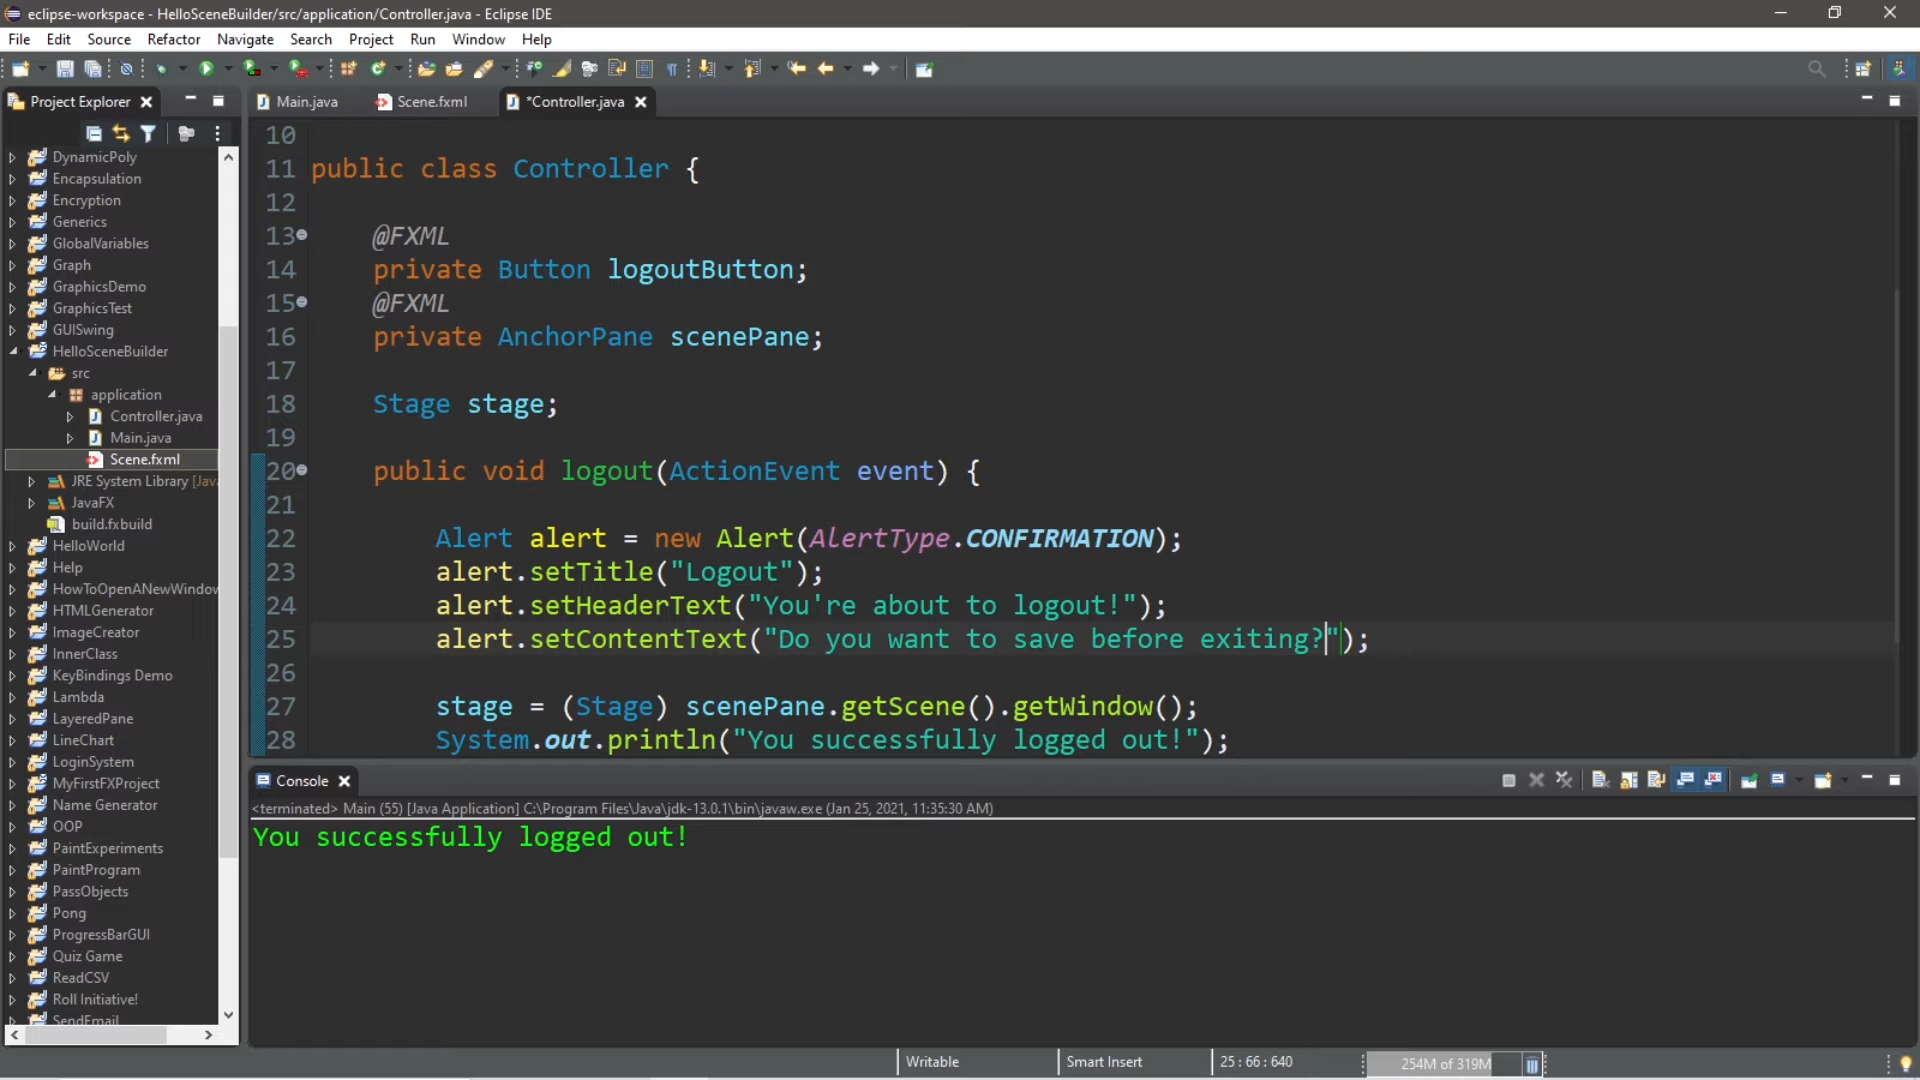 eclipse-workspace - HelloSceneBuilder/src/application/Controller.java - Eclipse IDE
File Edit Source Refactor Navigate Search Project Run Window Help
Project Explorer
Main.java Scene.fxml *Controller.java
DynamicPoly
Encapsulation
Encryption
Generics
GlobalVariables
Graph
GraphicsDemo
GraphicsTest
GUISwing
HelloSceneBuilder
src
application
Controller.java
Main.java
Scene.fxml
JRE System Library [Java
JavaFX
build.fxbuild
HelloWorld
Help
HowToOpenANewWindow
HTMLGenerator
ImageCreator
InnerClass
KeyBindings Demo
Lambda
LayeredPane
LineChart
LoginSystem
MyFirstFXProject
Name Generator
OOP
PaintExperiments
PaintProgram
PassObjects
Pong
ProgressBarGUI
Quiz Game
ReadCSV
Roll Initiative!
SendEmail
10
11 public class Controller {
12
13 @FXML
14 private Button logoutButton;
15 @FXML
16 private AnchorPane scenePane;
17
18 Stage stage;
19
20 public void logout(ActionEvent event) {
21
22 Alert alert = new Alert(AlertType.CONFIRMATION);
23 alert.setTitle("Logout");
24 alert.setHeaderText("You're about to logout!");
25 alert.setContentText("Do you want to save before exiting?");
26
27 stage = (Stage) scenePane.getScene().getWindow();
28 System.out.println("You successfully logged out!");
Console
<terminated> Main (55) [Java Application] C:\Program Files\Java\jdk-13.0.1\bin\javaw.exe (Jan 25, 2021, 11:35:30 AM)
You successfully logged out!
Writable Smart Insert 25 : 66 : 640 254M of 319M